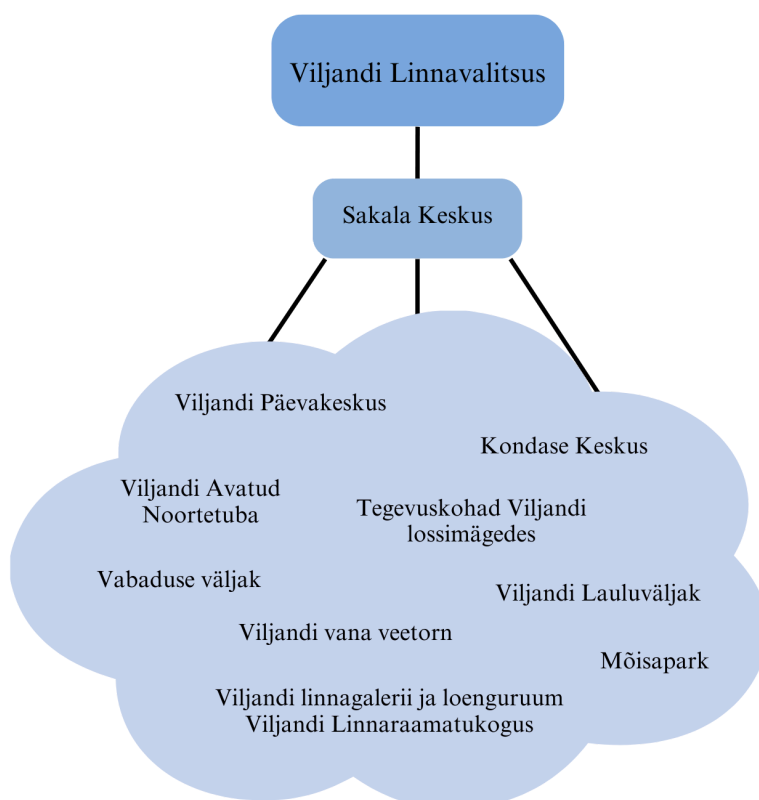 Viljandi Linnavalitsus
Sakala Keskus
Viljandi Päevakeskus
Kondase Keskus
Viljandi Avatud
Noortetuba
Tegevuskohad Viljandi
lossimägedes
Vabaduse väljak
Viljandi Lauluväljak
Viljandi vana veetorn
Mõisapark
Viljandi linnagalerii ja loenguruum
Viljandi Linnaraamatukogus